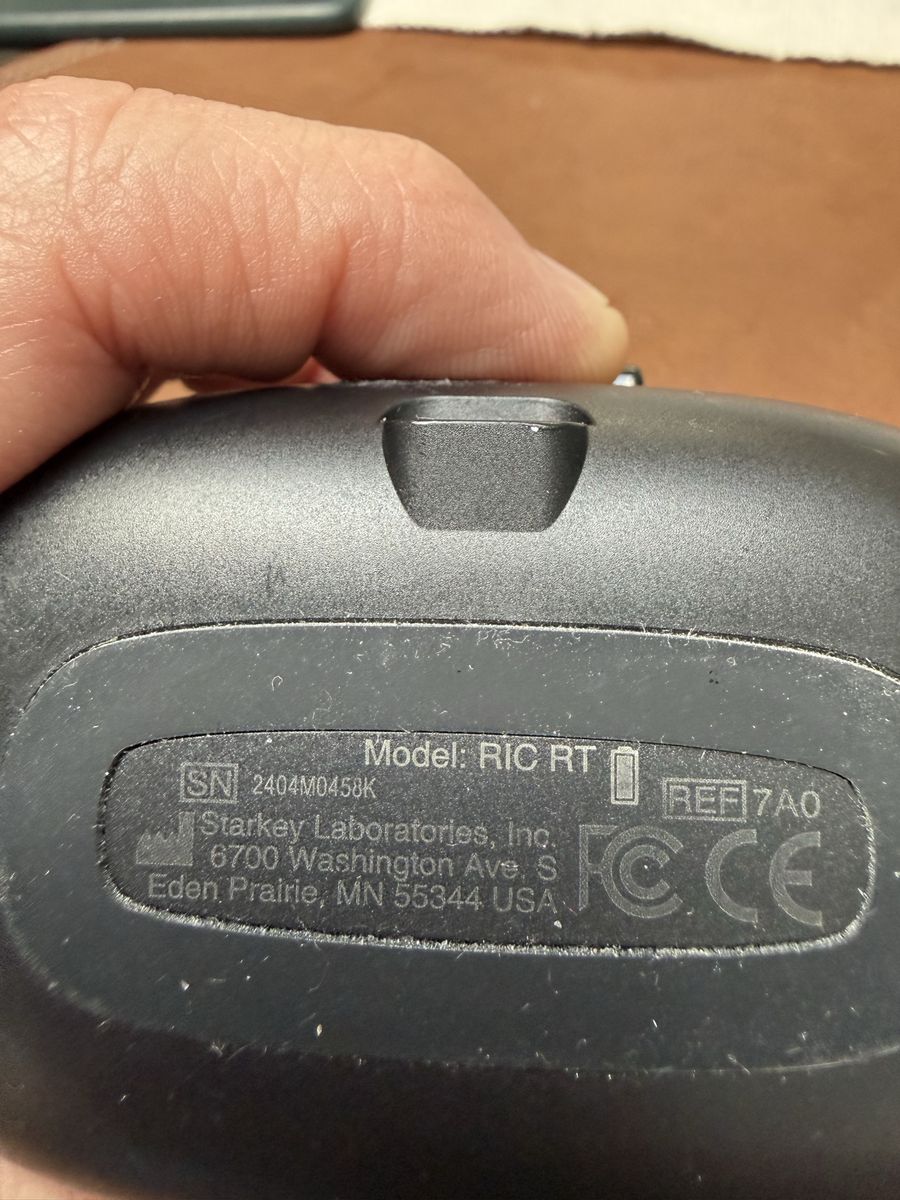 Model: RIC RT
SN 2404M0458K
REF 7A0
Starkey Laboratories, Inc.
6700 Washington Ave. S
Eden Prairie, MN 55344 USA
FC CE